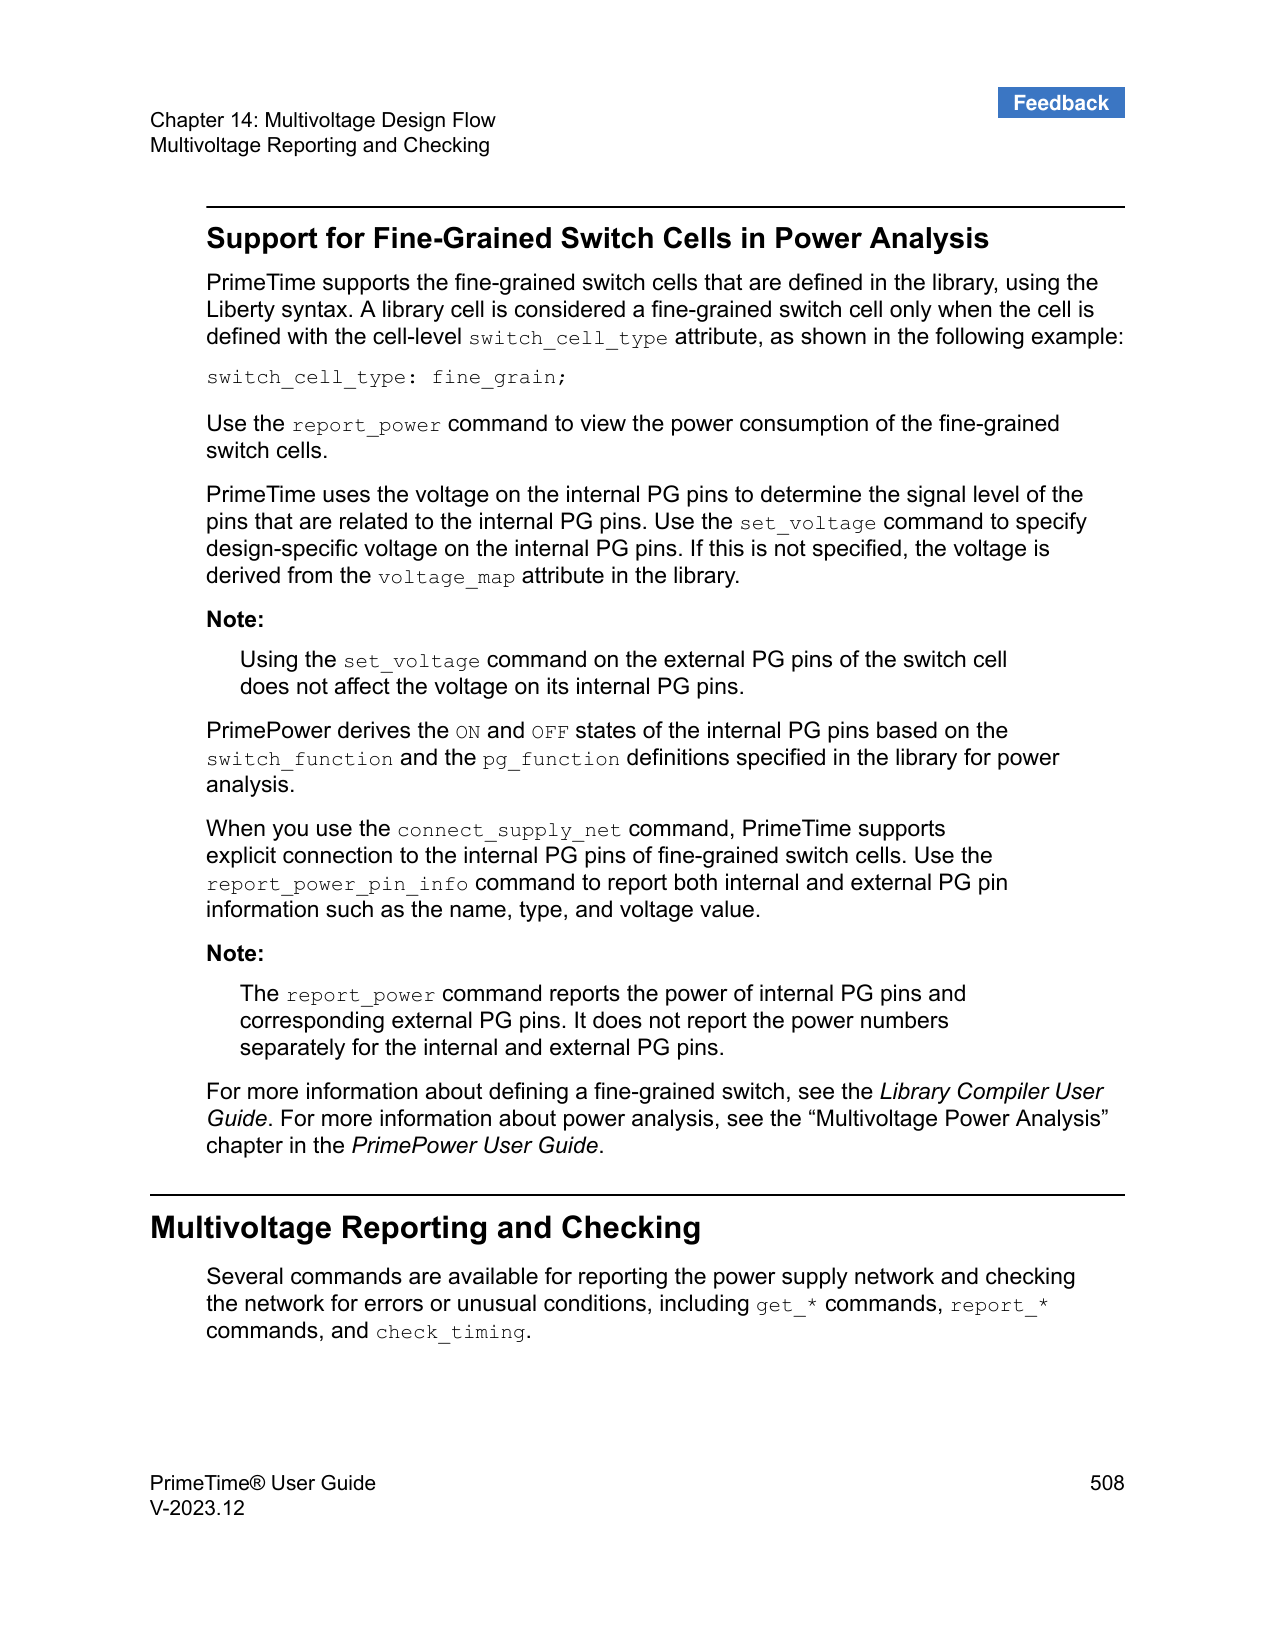 Feedback
Chapter 14: Multivoltage Design Flow
Multivoltage Reporting and Checking
Support for Fine-Grained Switch Cells in Power Analysis
PrimeTime supports the fine-grained switch cells that are defined in the library, using the
Liberty syntax. A library cell is considered a fine-grained switch cell only when the cell is
defined with the cell-level switch_cell_type attribute, as shown in the following example:
switch_cell_type: fine_grain;
Use the report_power command to view the power consumption of the fine-grained
switch cells.
PrimeTime uses the voltage on the internal PG pins to determine the signal level of the
pins that are related to the internal PG pins. Use the set_voltage command to specify
design-specific voltage on the internal PG pins. If this is not specified, the voltage is
derived from the voltage_map attribute in the library.
Note:
Using the set_voltage command on the external PG pins of the switch cell
does not affect the voltage on its internal PG pins.
PrimePower derives the ON and OFF states of the internal PG pins based on the
switch_function and the pg_function definitions specified in the library for power
analysis.
When you use the connect_supply_net command, PrimeTime supports
explicit connection to the internal PG pins of fine-grained switch cells. Use the
report_power_pin_info command to report both internal and external PG pin
information such as the name, type, and voltage value.
Note:
The report_power command reports the power of internal PG pins and
corresponding external PG pins. It does not report the power numbers
separately for the internal and external PG pins.
For more information about defining a fine-grained switch, see the Library Compiler User
Guide. For more information about power analysis, see the “Multivoltage Power Analysis”
chapter in the PrimePower User Guide.
Multivoltage Reporting and Checking
Several commands are available for reporting the power supply network and checking
the network for errors or unusual conditions, including get_* commands, report_*
commands, and check_timing.
PrimeTime® User Guide 508
V-2023.12